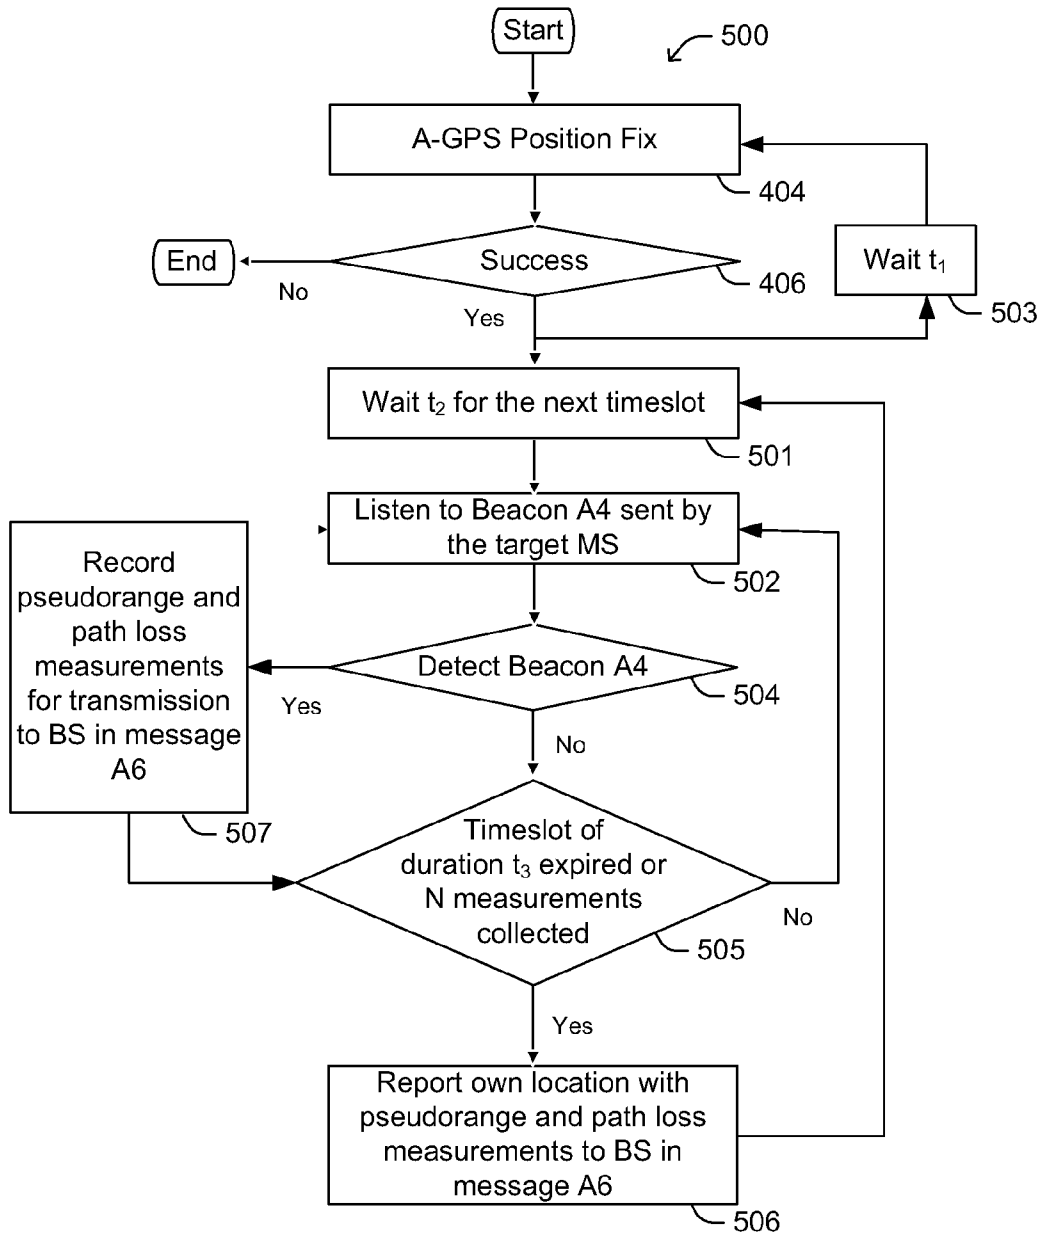 Start
500
A-GPS Position Fix
404
Success
406
End
No
Yes
Wait t₁
503
Wait t₂ for the next timeslot
501
Listen to Beacon A4 sent by
the target MS
502
Record
pseudorange and
path loss
measurements
for transmission
to BS in message
A6
507
Detect Beacon A4
504
Yes
No
Timeslot of
duration t₃ expired or
N measurements
collected
505
No
Yes
Report own location with
pseudorange and path loss
measurements to BS in
message A6
506